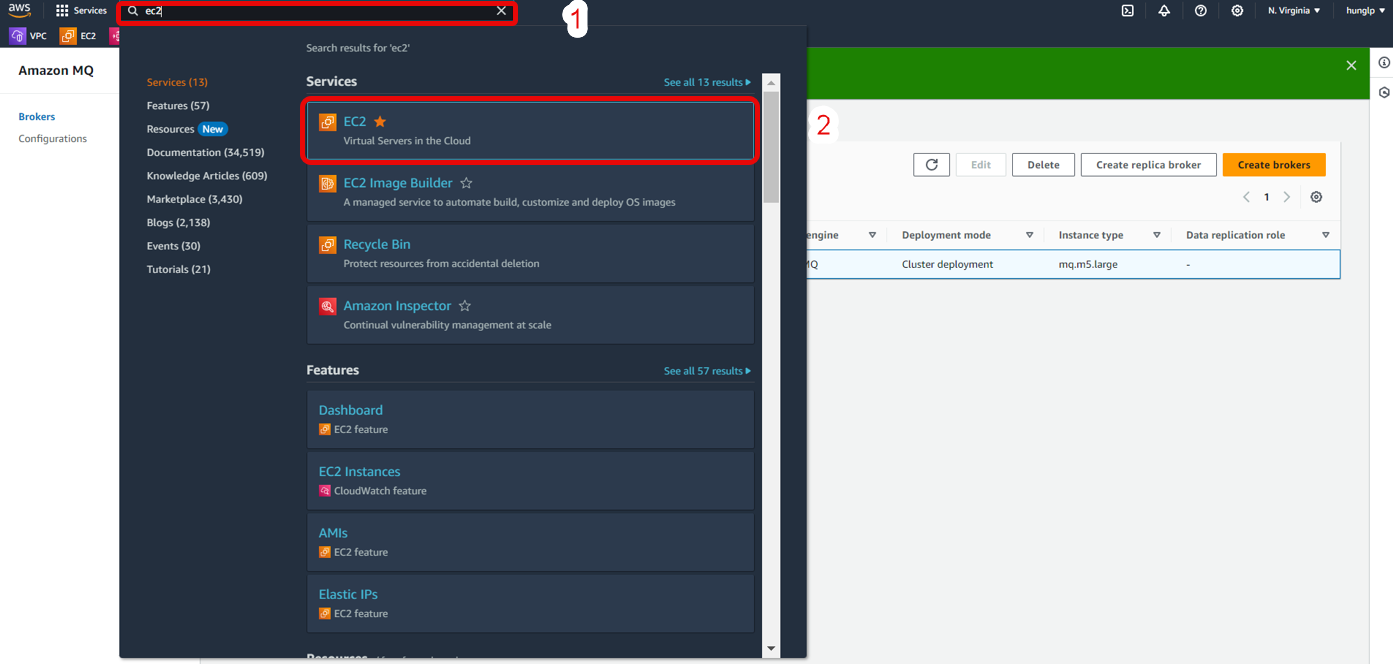 aws
Services
ec2
1
N. Virginia
hunglp
VPC
EC2
Amazon MQ
Brokers
Configurations
Search results for 'ec2'
Services (13)
Features (57)
Resources New
Documentation (34,519)
Knowledge Articles (609)
Marketplace (3,430)
Blogs (2,138)
Events (30)
Tutorials (21)
Services
See all 13 results
EC2
Virtual Servers in the Cloud
EC2 Image Builder
A managed service to automate build, customize and deploy OS images
Recycle Bin
Protect resources from accidental deletion
Amazon Inspector
Continual vulnerability management at scale
Features
See all 57 results
Dashboard
EC2 feature
EC2 Instances
CloudWatch feature
AMIs
EC2 feature
Elastic IPs
EC2 feature
2
Edit
Delete
Create replica broker
Create brokers
1
engine
Deployment mode
Instance type
Data replication role
MQ
Cluster deployment
mq.m5.large
-